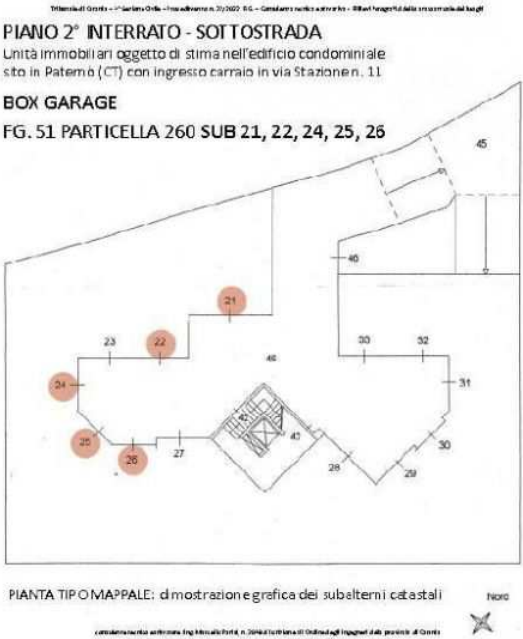 PIANO 2° INTERRATO - SOTTOSTRADA
Unità immobiliari oggetto di stima nell'edificio condominiale
sito in Paternò (CT) con ingresso carraio in via Stazione n. 11
BOX GARAGE
FG. 51 PARTICELLA 260 SUB 21, 22, 24, 25, 26
45
46
21
23
22
33
32
46
24
31
42
43
25
26
27
30
28
29
PIANTA TIPO MAPPALE: dimostrazione grafica dei subalterni catastali
Nord